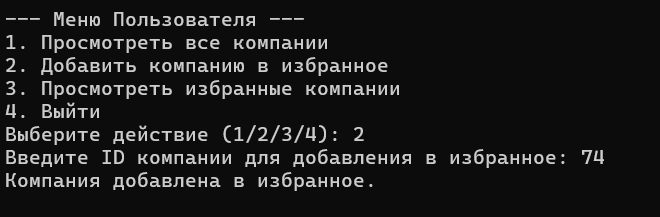 --- Меню Пользователя ---
1. Просмотреть все компании
2. Добавить компанию в избранное
3. Просмотреть избранные компании
4. Выйти
Выберите действие (1/2/3/4): 2
Введите ID компании для добавления в избранное: 74
Компания добавлена в избранное.